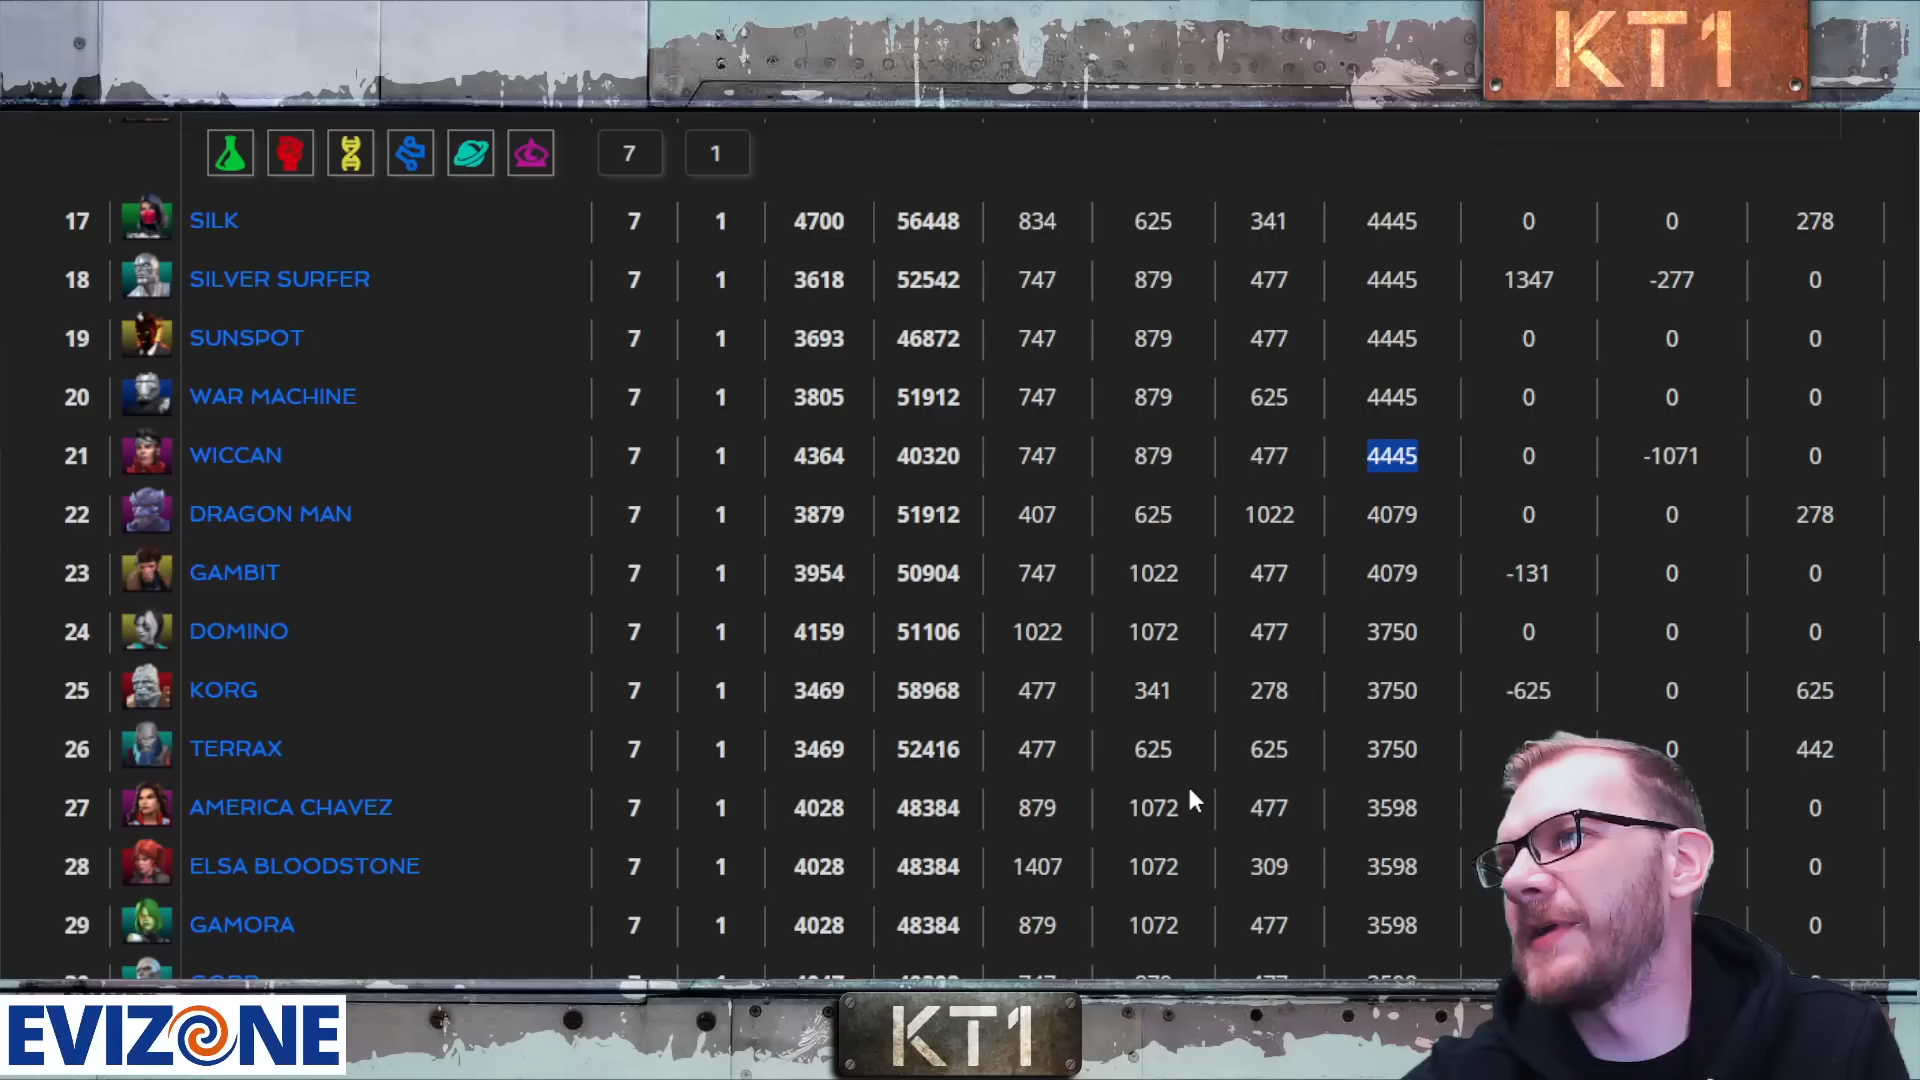 KT1
7 1
17 SILK 7 1 4700 56448 834 625 341 4445 0 0 278
18 SILVER SURFER 7 1 3618 52542 747 879 477 4445 1347 -277 0
19 SUNSPOT 7 1 3693 46872 747 879 477 4445 0 0 0
20 WAR MACHINE 7 1 3805 51912 747 879 625 4445 0 0 0
21 WICCAN 7 1 4364 40320 747 879 477 4445 0 -1071 0
22 DRAGON MAN 7 1 3879 51912 407 625 1022 4079 0 0 278
23 GAMBIT 7 1 3954 50904 747 1022 477 4079 -131 0 0
24 DOMINO 7 1 4159 51106 1022 1072 477 3750 0 0 0
25 KORG 7 1 3469 58968 477 341 278 3750 -625 0 625
26 TERRAX 7 1 3469 52416 477 625 625 3750 0 442
27 AMERICA CHAVEZ 7 1 4028 48384 879 1072 477 3598 0
28 ELSA BLOODSTONE 7 1 4028 48384 1407 1072 309 3598 0
29 GAMORA 7 1 4028 48384 879 1072 477 3598 0
EVIZONE
KT1